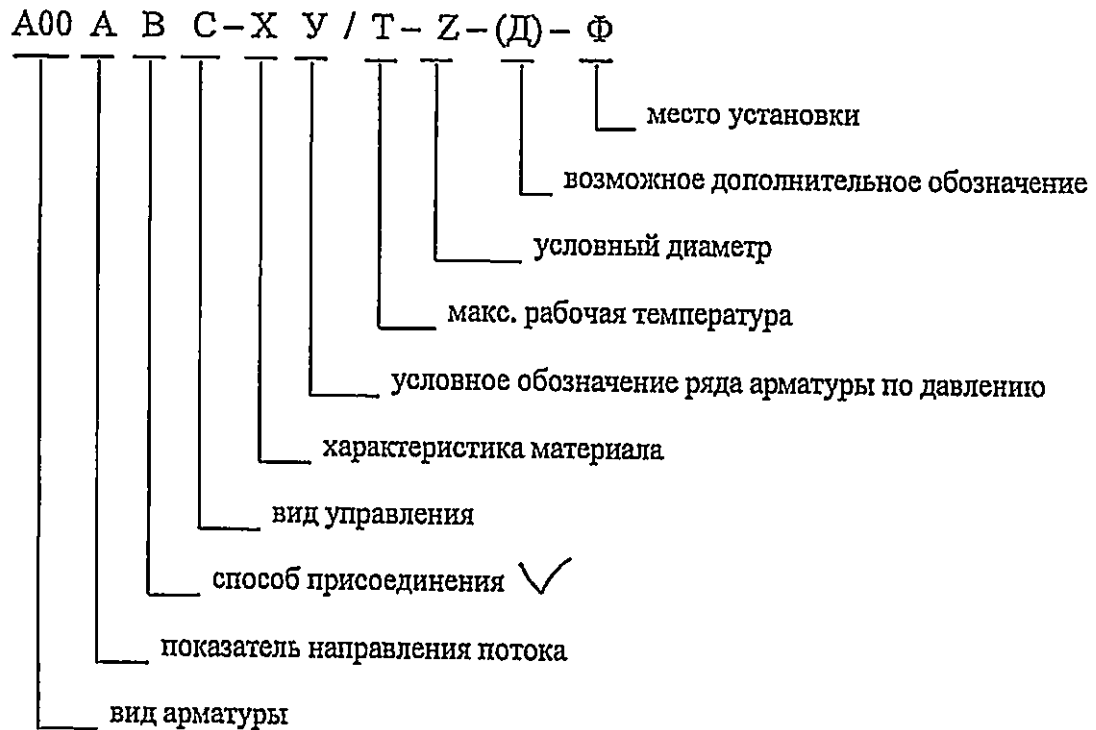 А00 А В С-Х У / Т- Z-(Д)- Ф
место установки
возможное дополнительное обозначение
условный диаметр
макс. рабочая температура
условное обозначение ряда арматуры по давлению
характеристика материала
вид управления
способ присоединения
показатель направления потока
вид арматуры